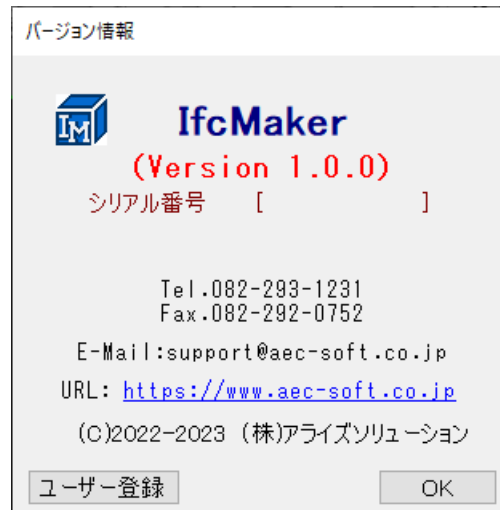 バージョン情報
IM
IfcMaker
(Version 1.0.0)
シリアル番号 [ ]
Tel.082-293-1231
Fax.082-292-0752
E-Mail:support@aec-soft.co.jp
URL: https://www.aec-soft.co.jp
(C)2022-2023 (株)アライズソリューション
ユーザー登録 OK